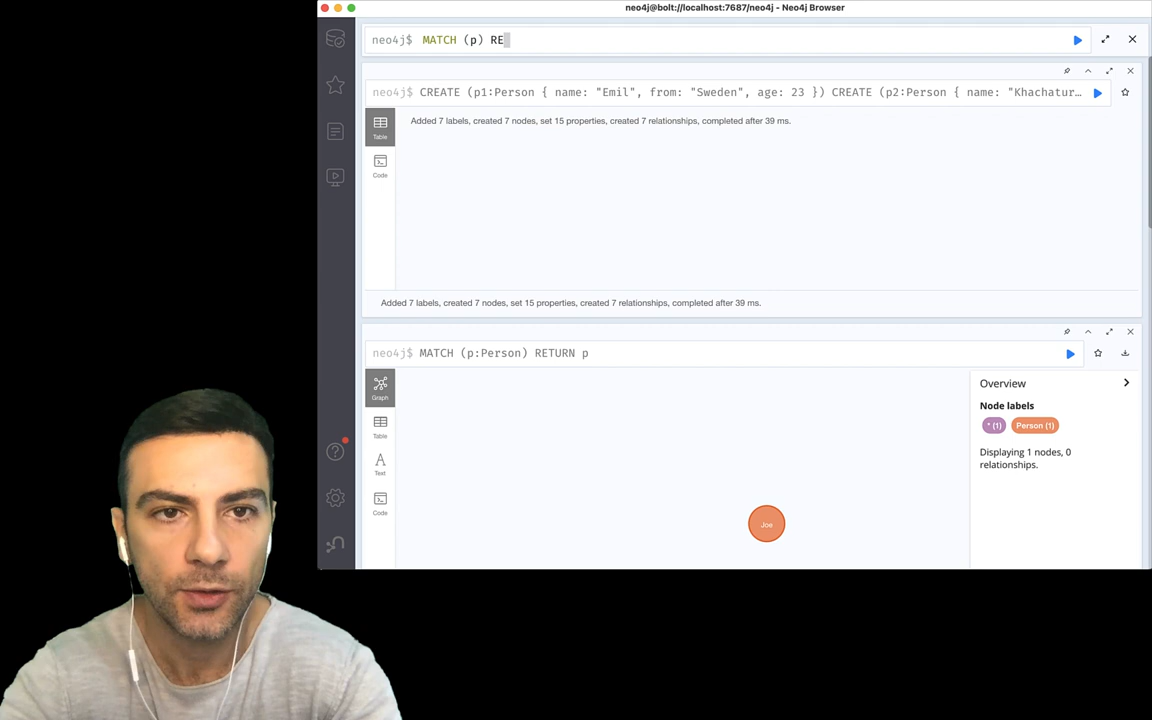 neo4j@bolt://localhost:7687/neo4j - Neo4j Browser
neo4j$ MATCH (p) RE
neo4j$ CREATE (p1:Person { name: "Emil", from: "Sweden", age: 23 }) CREATE (p2:Person { name: "Khachatur…
Table
Added 7 labels, created 7 nodes, set 15 properties, created 7 relationships, completed after 39 ms.
Code
Added 7 labels, created 7 nodes, set 15 properties, created 7 relationships, completed after 39 ms.
neo4j$ MATCH (p:Person) RETURN p
Graph
Table
Text
Code
Joe
Overview
Node labels
* (1) Person (1)
Displaying 1 nodes, 0
relationships.